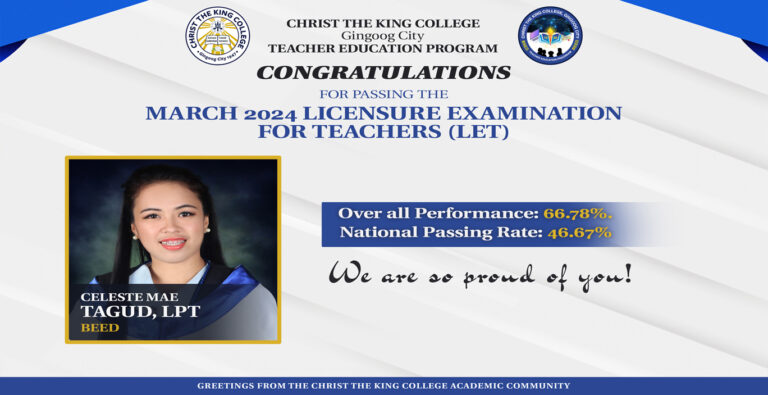 CHRIST THE KING COLLEGE
Gingoog City
TEACHER EDUCATION PROGRAM
CONGRATULATIONS
FOR PASSING THE
MARCH 2024 LICENSURE EXAMINATION
FOR TEACHERS (LET)
Over all Performance: 66.78%.
National Passing Rate: 46.67%
We are so proud of you!
CELESTE MAE
TAGUD, LPT
BEED
GREETINGS FROM THE CHRIST THE KING COLLEGE ACADEMIC COMMUNITY